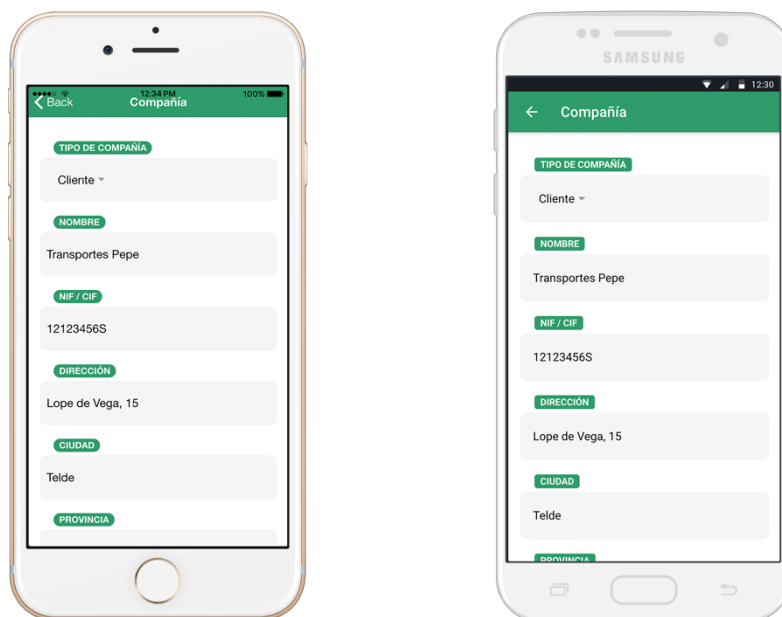 12:34 PM
100%
Back
Compañía
TIPO DE COMPAÑÍA
Cliente
NOMBRE
Transportes Pepe
NIF / CIF
12123456S
DIRECCIÓN
Lope de Vega, 15
CIUDAD
Telde
PROVINCIA
SAMSUNG
12:30
Compañía
TIPO DE COMPAÑÍA
Cliente
NOMBRE
Transportes Pepe
NIF / CIF
12123456S
DIRECCIÓN
Lope de Vega, 15
CIUDAD
Telde
PROVINCIA